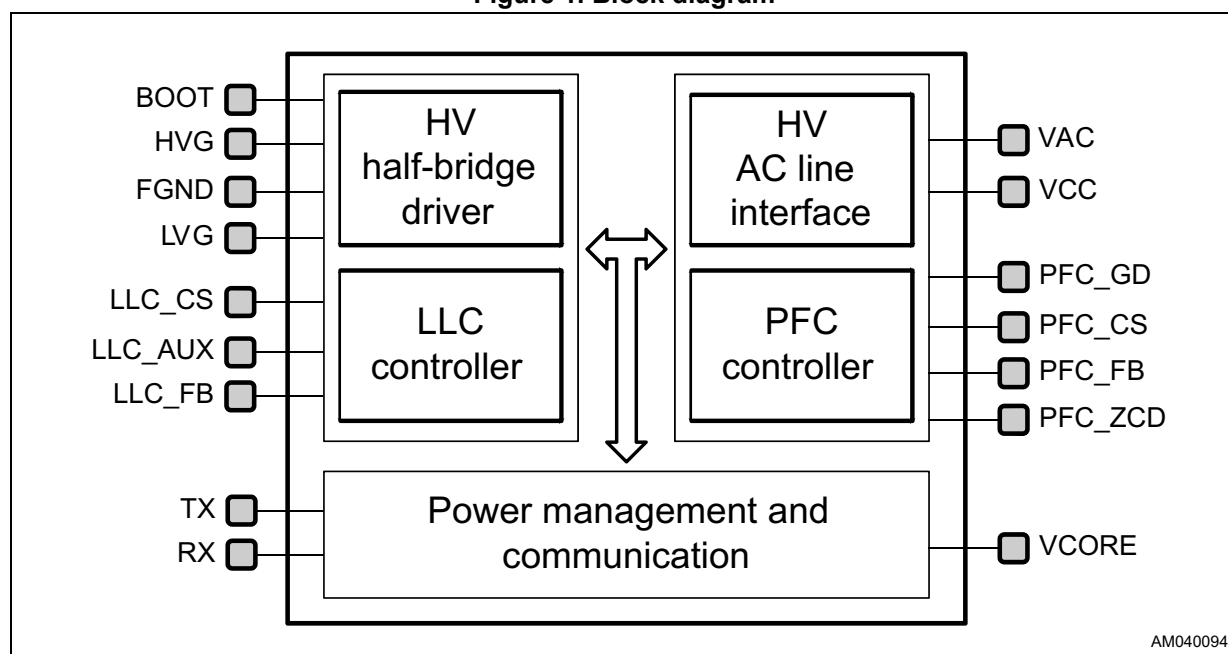 Figure 1. Block diagram
BOOT
HVG
FGND
LVG
LLC_CS
LLC_AUX
LLC_FB
TX
RX
HV
half-bridge
driver
LLC
controller
HV
AC line
interface
PFC
controller
Power management and
communication
VAC
VCC
PFC_GD
PFC_CS
PFC_FB
PFC_ZCD
VCORE
AM040094